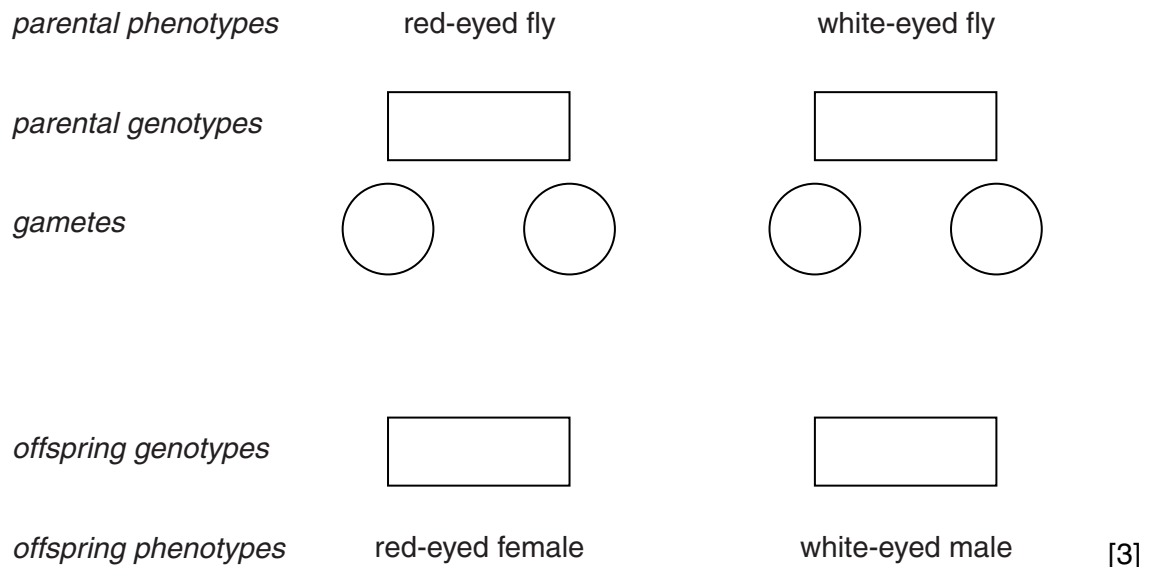 parental phenotypes red-eyed fly white-eyed fly
parental genotypes
gametes
offspring genotypes
offspring phenotypes red-eyed female white-eyed male [3]